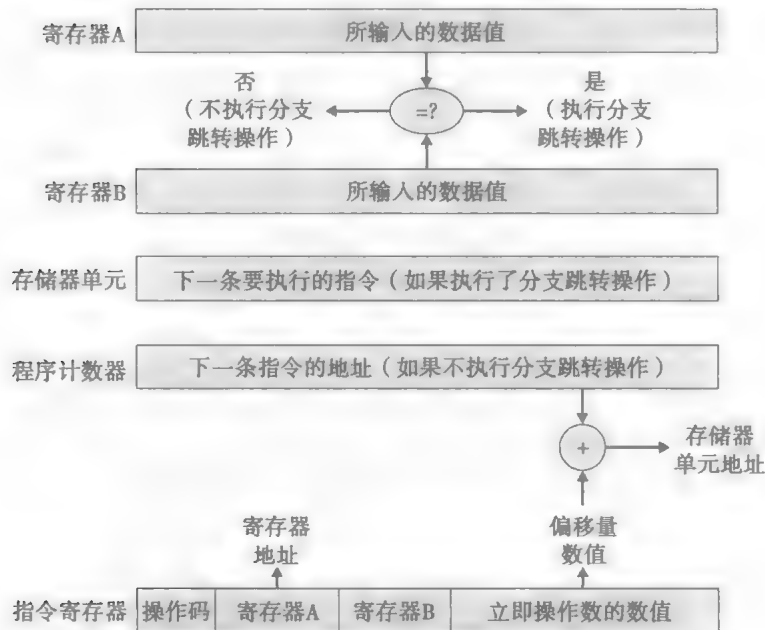 寄存器A 所输入的数据值
否 是
（不执行分支 =? （执行分支
跳转操作） 跳转操作）
寄存器B 所输入的数据值
存储器单元 下一条要执行的指令（如果执行了分支跳转操作）
程序计数器 下一条指令的地址（如果不执行分支跳转操作）
+ 存储器
单元地址
寄存器 偏移量
地址 数值
指令寄存器 操作码 寄存器A 寄存器B 立即操作数的数值